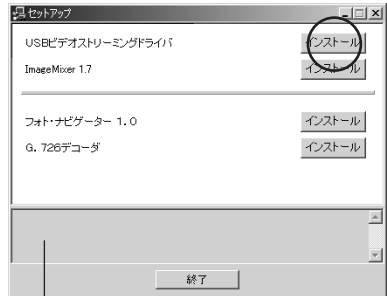 セットアップ
USBビデオストリーミングドライバ インストール
ImageMixer 1.7 インストール
フォト・ナビゲーター 1.0 インストール
G.726デコーダ インストール
終了